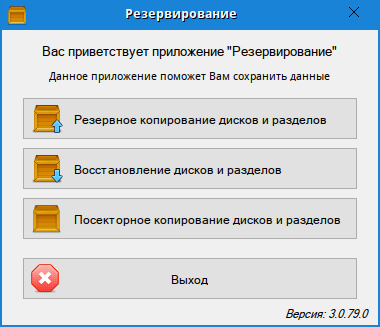 Резервирование
Вас приветствует приложение "Резервирование"
Данное приложение поможет Вам сохранить данные
Резервное копирование дисков и разделов
Восстановление дисков и разделов
Посекторное копирование дисков и разделов
Выход
Версия: 3.0.79.0